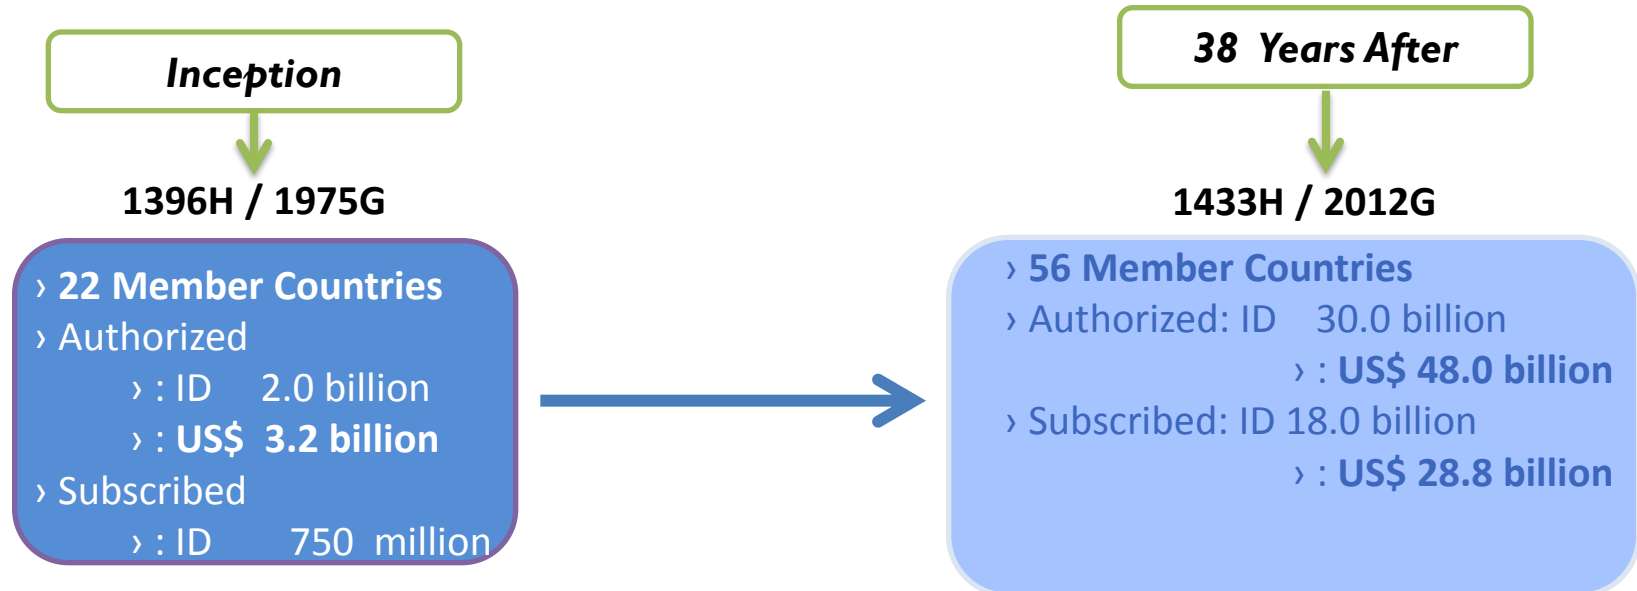 Inception
1396H / 1975G
› 22 Member Countries
› Authorized
› : ID 2.0 billion
› : US$ 3.2 billion
› Subscribed
› : ID 750 million
38 Years After
1433H / 2012G
› 56 Member Countries
› Authorized: ID 30.0 billion
› : US$ 48.0 billion
› Subscribed: ID 18.0 billion
› : US$ 28.8 billion